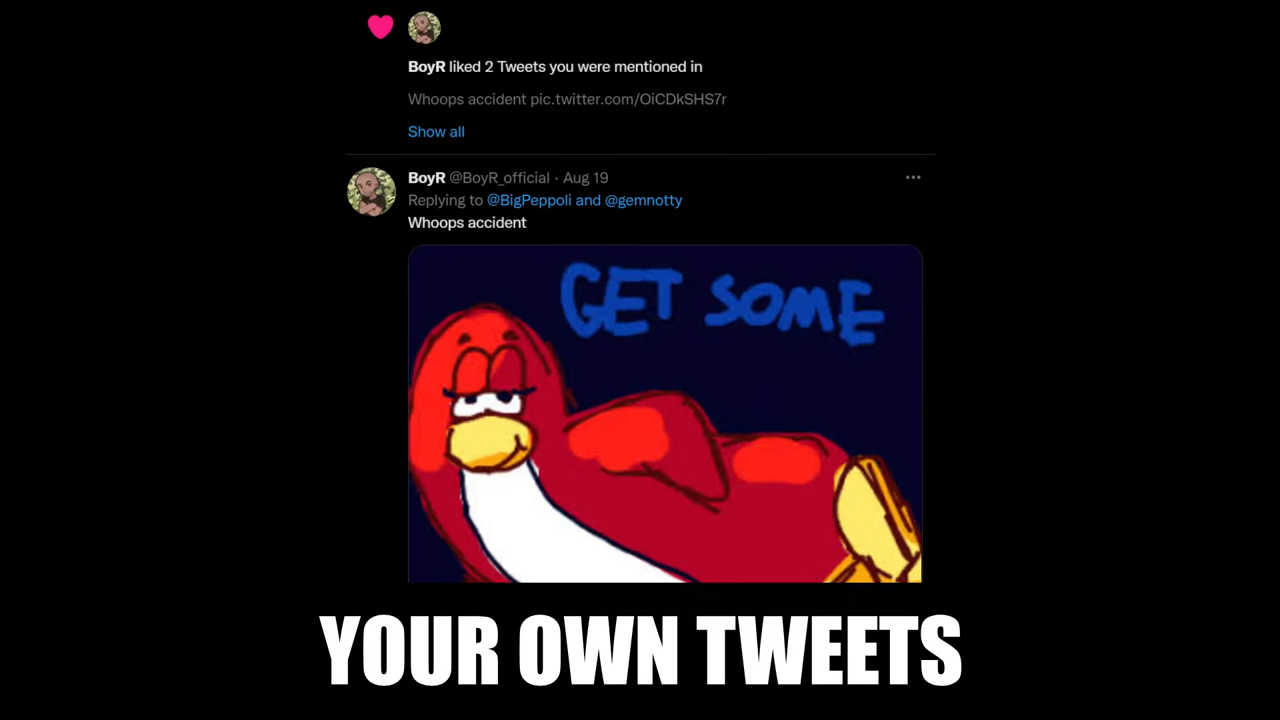 BoyR liked 2 Tweets you were mentioned in
Whoops accident pic.twitter.com/OiCDkSHS7r
Show all
BoyR @BoyR_official · Aug 19
Replying to @BigPeppoli and @gemnotty
Whoops accident
GET SOME
YOUR OWN TWEETS